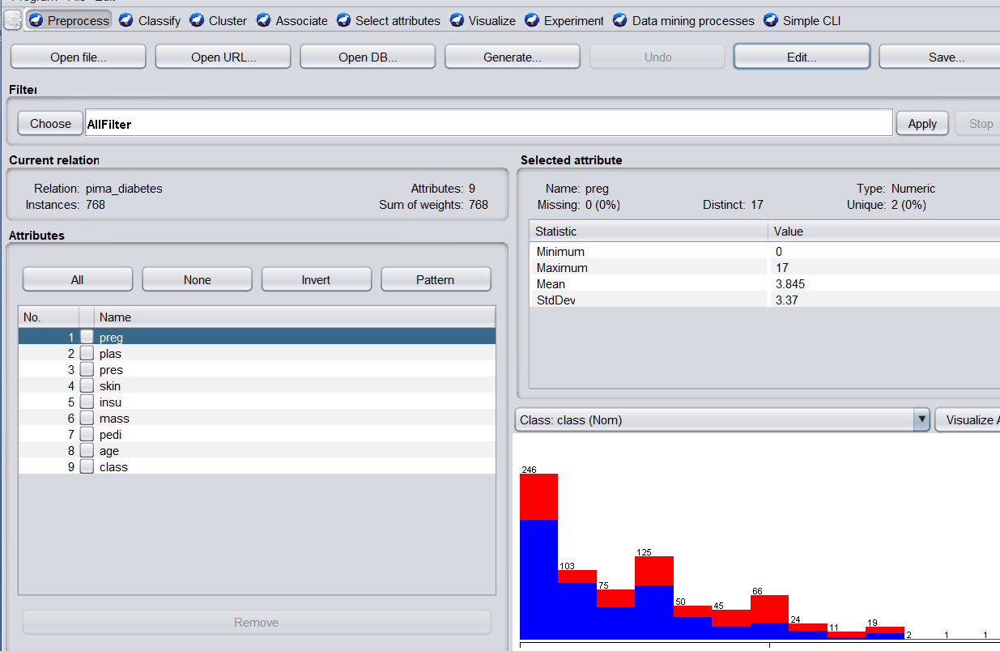 Preprocess Classify Cluster Associate Select attributes Visualize Experiment Data mining processes Simple CLI
Open file... Open URL... Open DB... Generate... Undo Edit... Save...
Filter
Choose AllFilter Apply Stop
Current relation
Relation: pima_diabetes Attributes: 9
Instances: 768 Sum of weights: 768
Attributes
All None Invert Pattern
No. Name
1 preg
2 plas
3 pres
4 skin
5 insu
6 mass
7 pedi
8 age
9 class
Remove
Selected attribute
Name: preg Type: Numeric
Missing: 0 (0%) Distinct: 17 Unique: 2 (0%)
Statistic Value
Minimum 0
Maximum 17
Mean 3.845
StdDev 3.37
Class: class (Nom) Visualize A
246
103
75
125
50
45
66
24
11
19
2
1
1